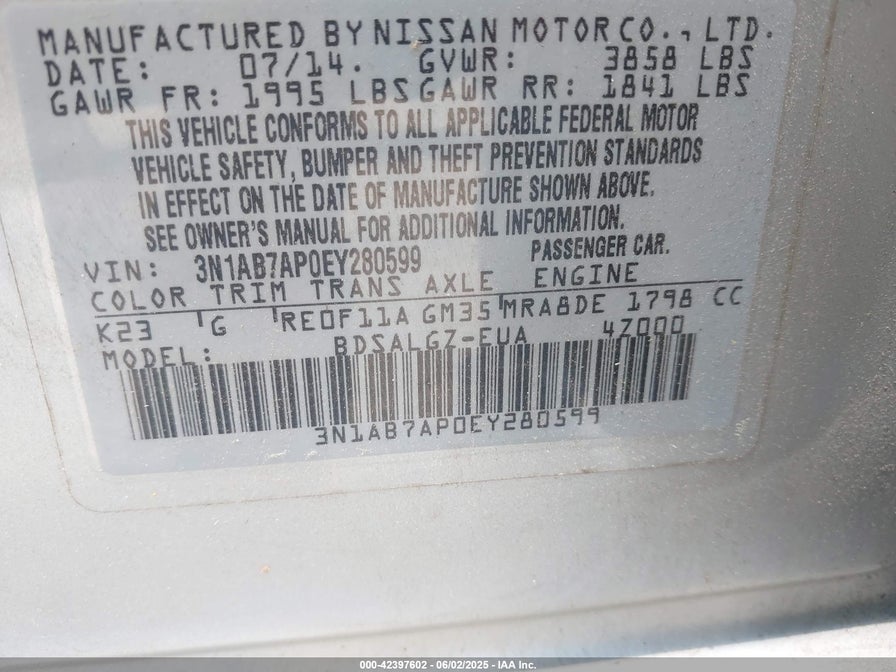 MANUFACTURED BY NISSAN MOTOR CO., LTD.
DATE: 07/14. GVWR: 3858 LBS
GAWR FR: 1995 LBS GAWR RR: 1841 LBS
THIS VEHICLE CONFORMS TO ALL APPLICABLE FEDERAL MOTOR
VEHICLE SAFETY, BUMPER AND THEFT PREVENTION STANDARDS
IN EFFECT ON THE DATE OF MANUFACTURE SHOWN ABOVE.
SEE OWNER'S MANUAL FOR ADDITIONAL INFORMATION.
VIN: 3N1AB7AP0EY280599 PASSENGER CAR.
COLOR TRIM TRANS AXLE ENGINE
K23 G RE0F11A GM35 MRA8DE 1798 CC
MODEL: BDSALGZ-EUA 47000
3N1AB7AP0EY280599
000-42397602 - 06/02/2025 - IAA Inc.